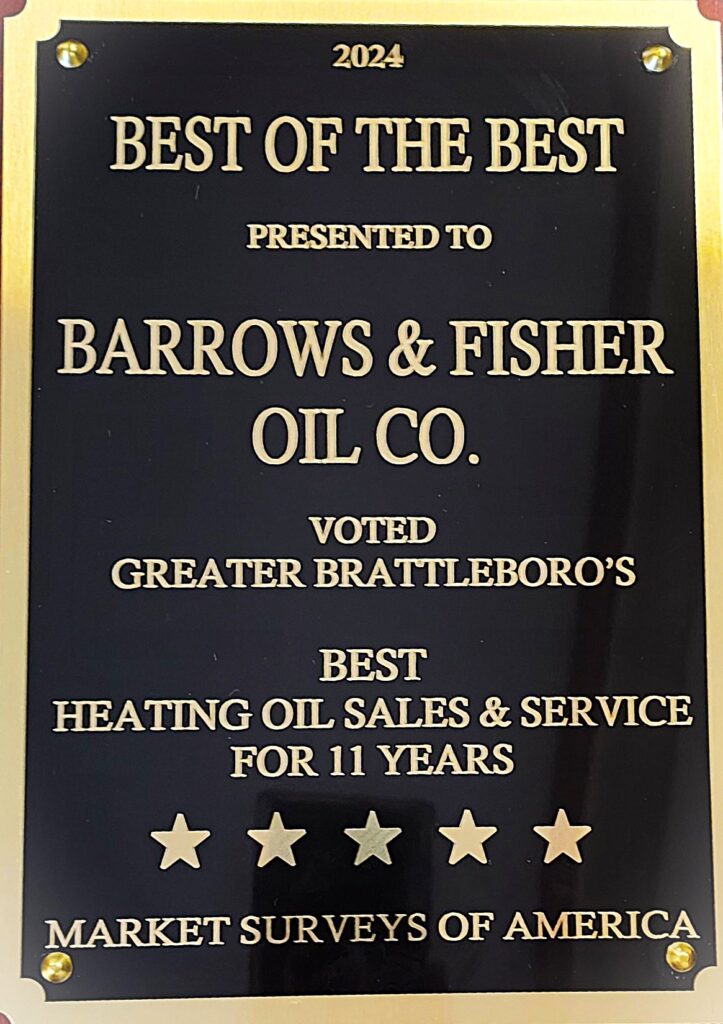 2024
BEST OF THE BEST
PRESENTED TO
BARROWS & FISHER
OIL CO.
VOTED
GREATER BRATTLEBORO'S
BEST
HEATING OIL SALES & SERVICE
FOR 11 YEARS
MARKET SURVEYS OF AMERICA